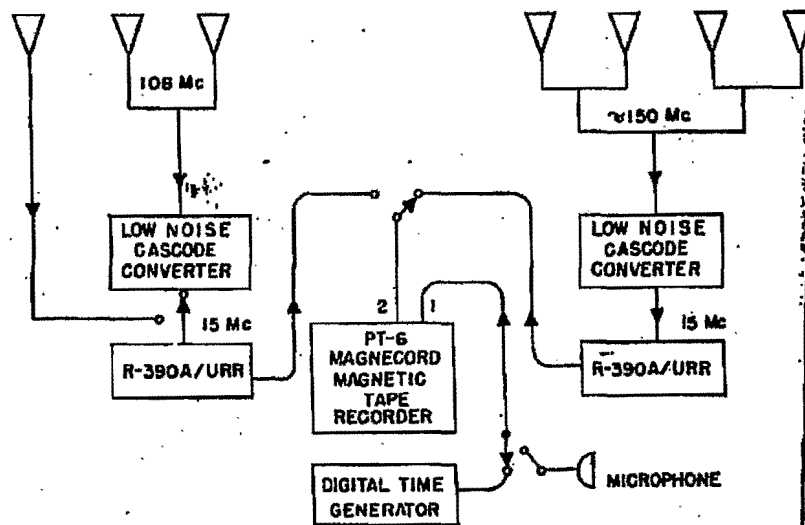 108 Mc
≈150 Mc
LOW NOISE
CASCODE
CONVERTER
LOW NOISE
CASCODE
CONVERTER
15 Mc
2 1
15 Mc
R-390A/URR
PT-6
MAGNECORD
MAGNETIC
TAPE
RECORDER
R-390A/URR
DIGITAL TIME
GENERATOR
MICROPHONE